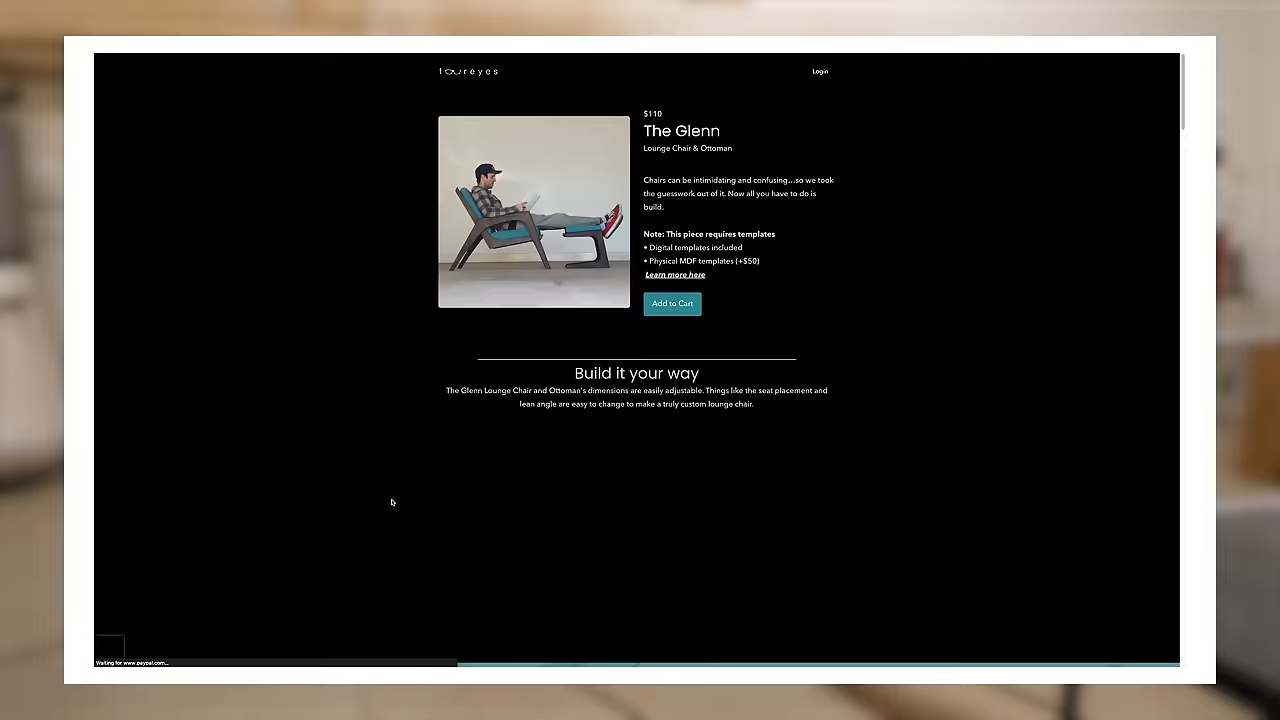 foureyes
Login
$110
The Glenn
Lounge Chair & Ottoman
Chairs can be intimidating and confusing...so we took
the guesswork out of it. Now all you have to do is
build.
Note: This piece requires templates
• Digital templates included
• Physical MDF templates (+$50)
Learn more here
Add to Cart
Build it your way
The Glenn Lounge Chair and Ottoman's dimensions are easily adjustable. Things like the seat placement and
lean angle are easy to change to make a truly custom lounge chair.
Waiting for www.paypal.com...